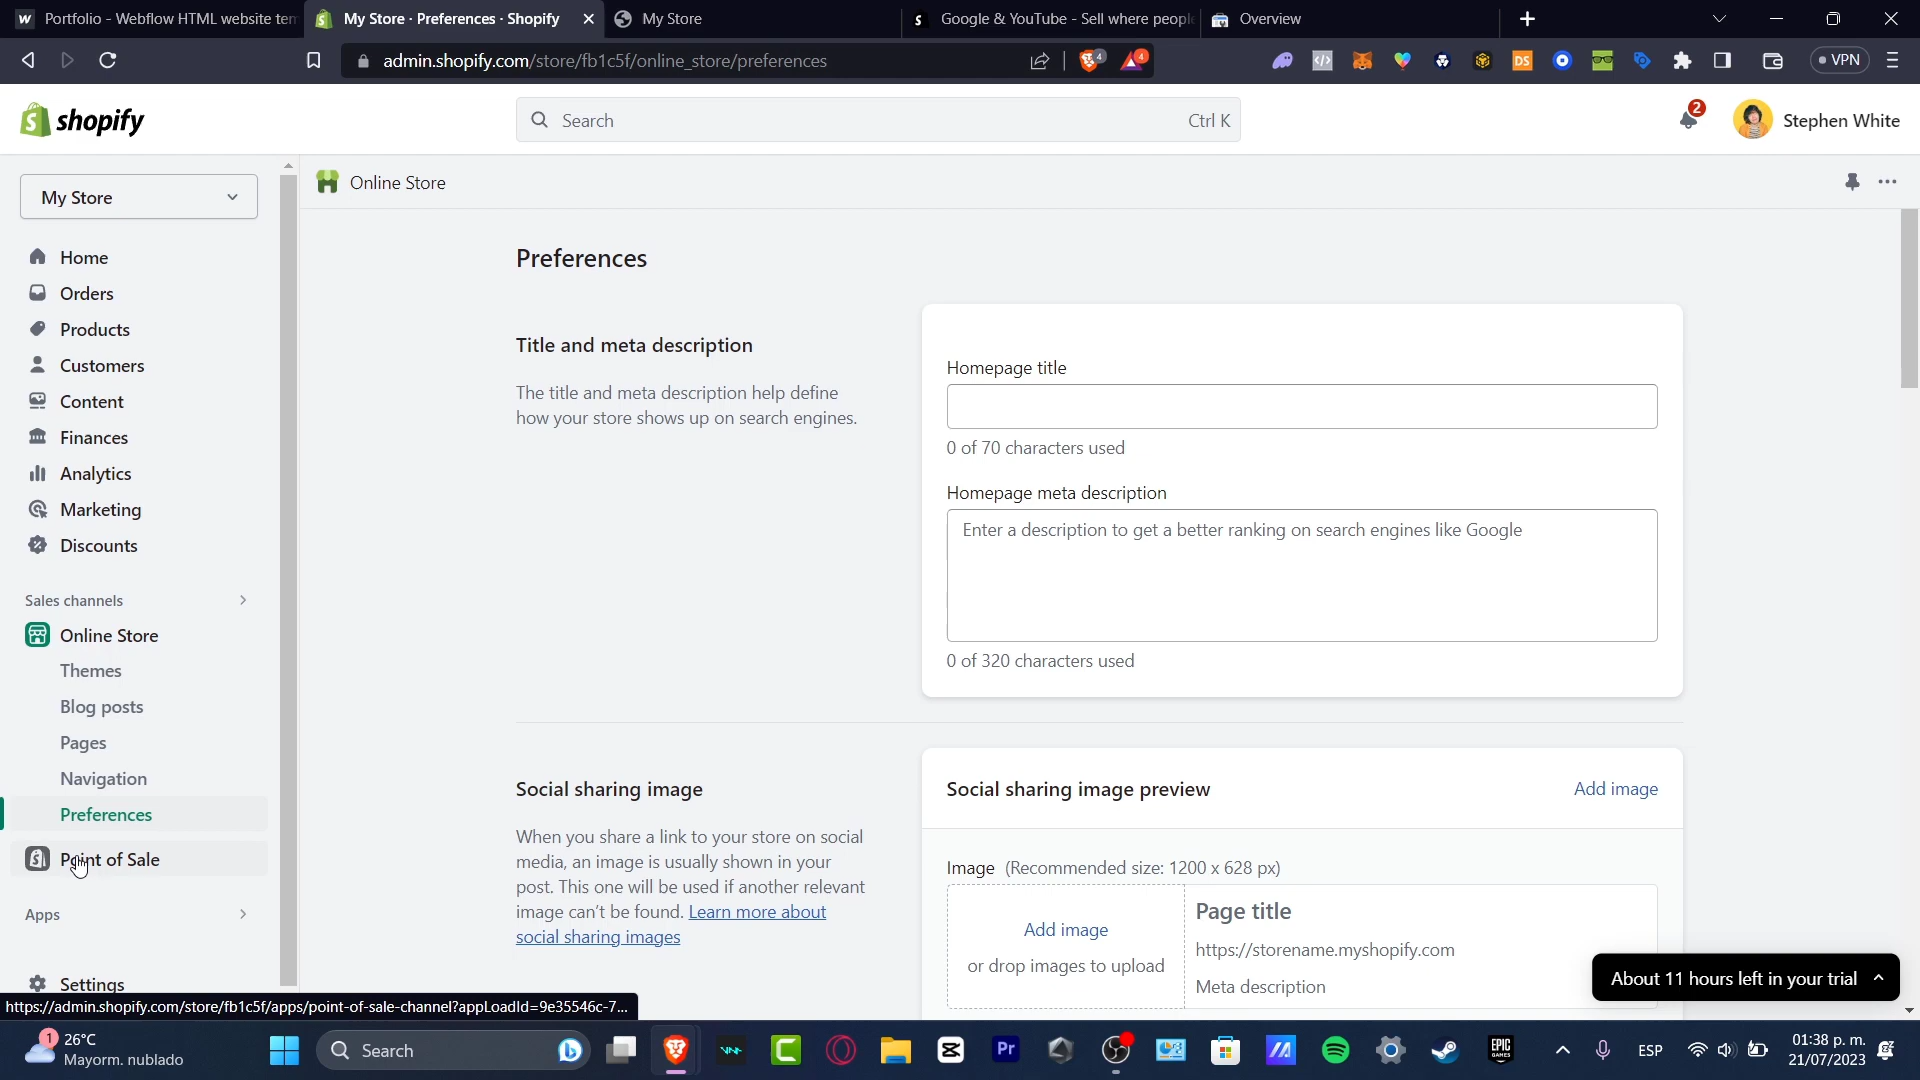 Portfolio - Webflow HTML website ten
My Store · Preferences · Shopify
My Store
Google & YouTube - Sell where people
Overview
admin.shopify.com/store/fb1c5f/online_store/preferences
4
4
DS
VPN
shopify
Search
Ctrl K
2
Stephen White
My Store
Online Store
Home
Orders
Products
Customers
Content
Finances
Analytics
Marketing
Discounts
Sales channels
Online Store
Themes
Blog posts
Pages
Navigation
Preferences
Point of Sale
Apps
Settings
Preferences
Title and meta description
The title and meta description help define
how your store shows up on search engines.
Homepage title
0 of 70 characters used
Homepage meta description
Enter a description to get a better ranking on search engines like Google
0 of 320 characters used
Social sharing image
When you share a link to your store on social
media, an image is usually shown in your
post. This one will be used if another relevant
image can't be found. Learn more about
social sharing images
Social sharing image preview
Add image
Image (Recommended size: 1200 x 628 px)
Add image
or drop images to upload
Page title
https://storename.myshopify.com
Meta description
About 11 hours left in your trial
https://admin.shopify.com/store/fb1c5f/apps/point-of-sale-channel?appLoadId=9e35546c-7...
1
26°C
Mayorm. nublado
Search
Pr
EPIC
GAMES
ESP
01:38 p. m.
21/07/2023